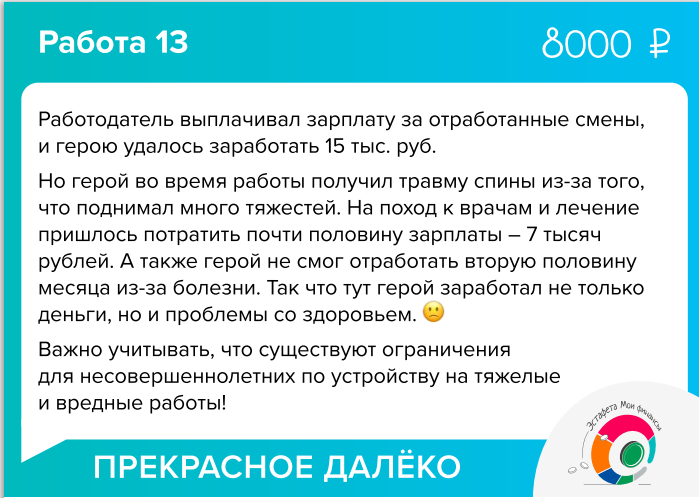 Работа 13
8000 ₽
Работодатель выплачивал зарплату за отработанные смены,
и герою удалось заработать 15 тыс. руб.
Но герой во время работы получил травму спины из-за того,
что поднимал много тяжестей. На поход к врачам и лечение
пришлось потратить почти половину зарплаты – 7 тысяч
рублей. А также герой не смог отработать вторую половину
месяца из-за болезни. Так что тут герой заработал не только
деньги, но и проблемы со здоровьем. 🙁
Важно учитывать, что существуют ограничения
для несовершеннолетних по устройству на тяжелые
и вредные работы!
Эстафета Мои финансы
ПРЕКРАСНОЕ ДАЛЁКО